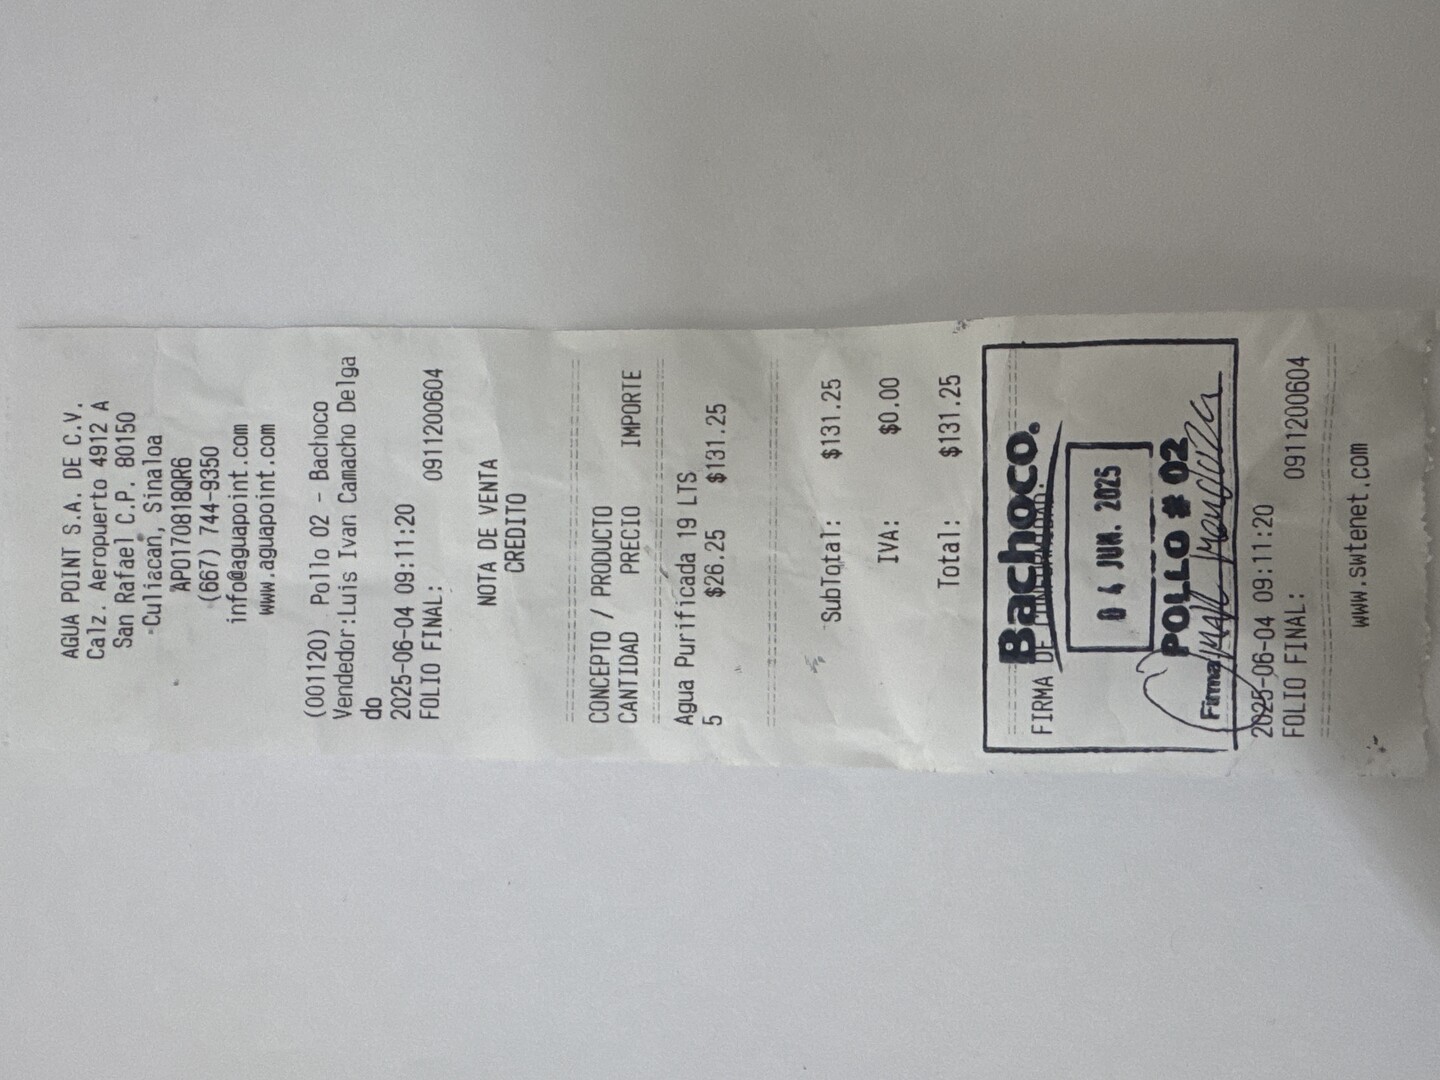 AGUA POINT S.A. DE C.V.
Calz. Aeropuerto 4912 A
San Rafael C.P. 80150
Culiacan, Sinaloa
APO170818QR6
(667) 744-9350
info@aguapoint.com
www.aguapoint.com
(001120) Pollo 02 - Bachoco
Vendedor:Luis Ivan Camacho Delga
do
2025-06-04 09:11:20
FOLIO FINAL: 0911200604
NOTA DE VENTA
CREDITO
CONCEPTO / PRODUCTO
CANTIDAD PRECIO IMPORTE
Agua Purificada 19 LTS
5 $26.25 $131.25
SubTotal: $131.25
IVA: $0.00
Total: $131.25
Bachoco.
FIRMA DE CONFORMIDAD:
04 JUN. 2025
POLLO # 02
Firma
2025-06-04 09:11:20
FOLIO FINAL: 0911200604
www.swtenet.com